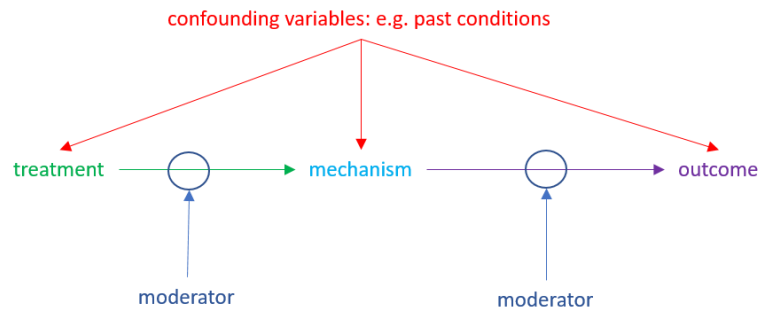 confounding variables: e.g. past conditions
treatment mechanism outcome
moderator moderator